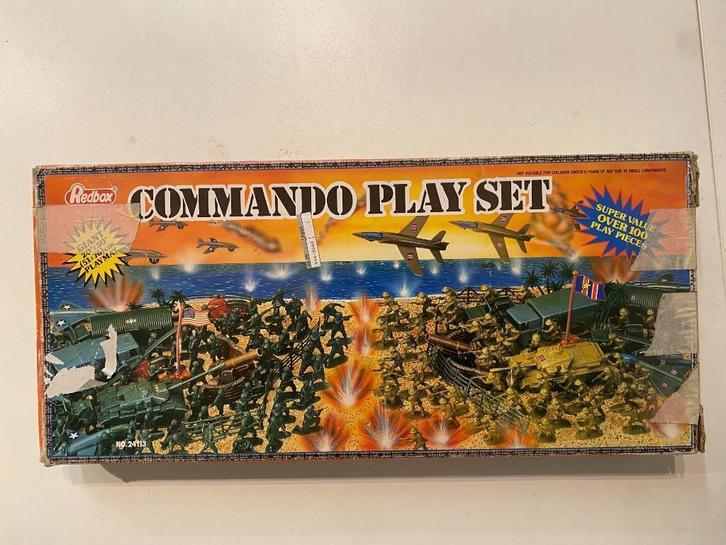 Redbox
COMMANDO PLAY SET
NOT SUITABLE FOR CHILDREN UNDER 5 YEARS OF AGE DUE TO SMALL COMPONENTS.
SUPER VALUE
OVER 100
PLAY PIECES
GIANT
PLAYMAT
NO. 24113